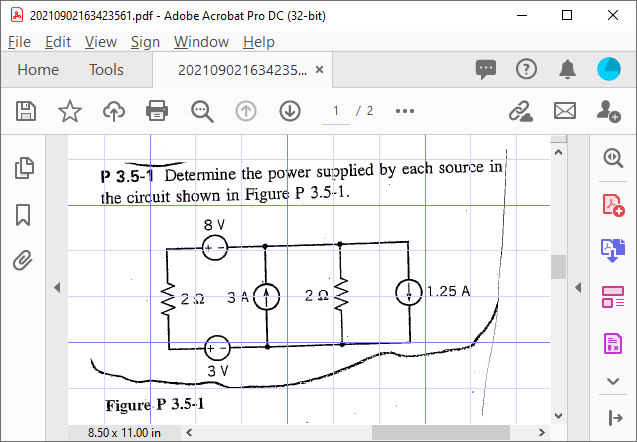 20210902163423561.pdf - Adobe Acrobat Pro DC (32-bit)
File Edit View Sign Window Help
Home Tools 202109021634235... ×
1 / 2
P 3.5-1 Determine the power supplied by each source in
the circuit shown in Figure P 3.5-1.
8 V
+ -
2 Ω 3 A 2 Ω 1.25 A
+ -
3 V
Figure P 3.5-1
8.50 x 11.00 in